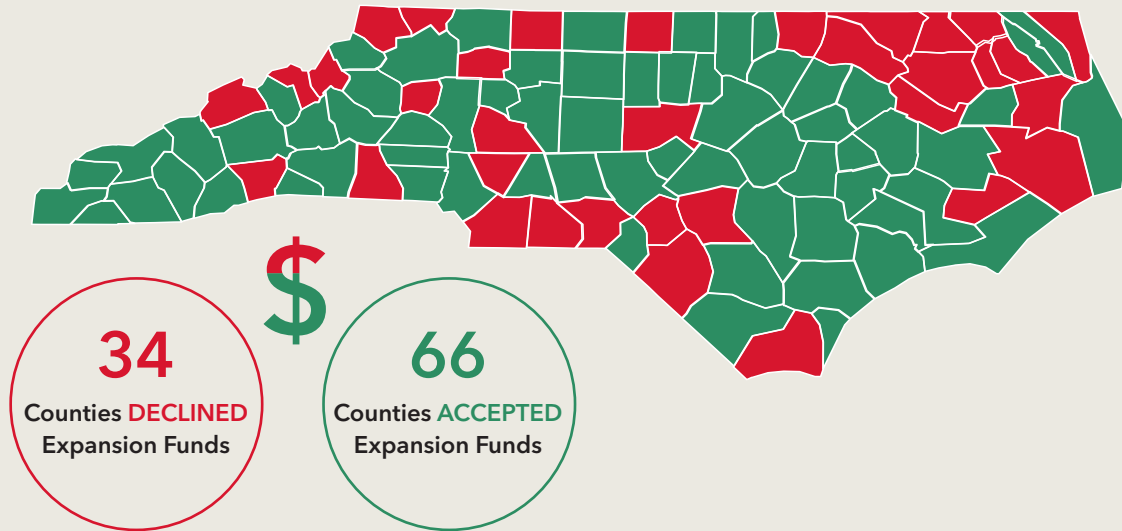 $
34
Counties DECLINED
Expansion Funds
66
Counties ACCEPTED
Expansion Funds